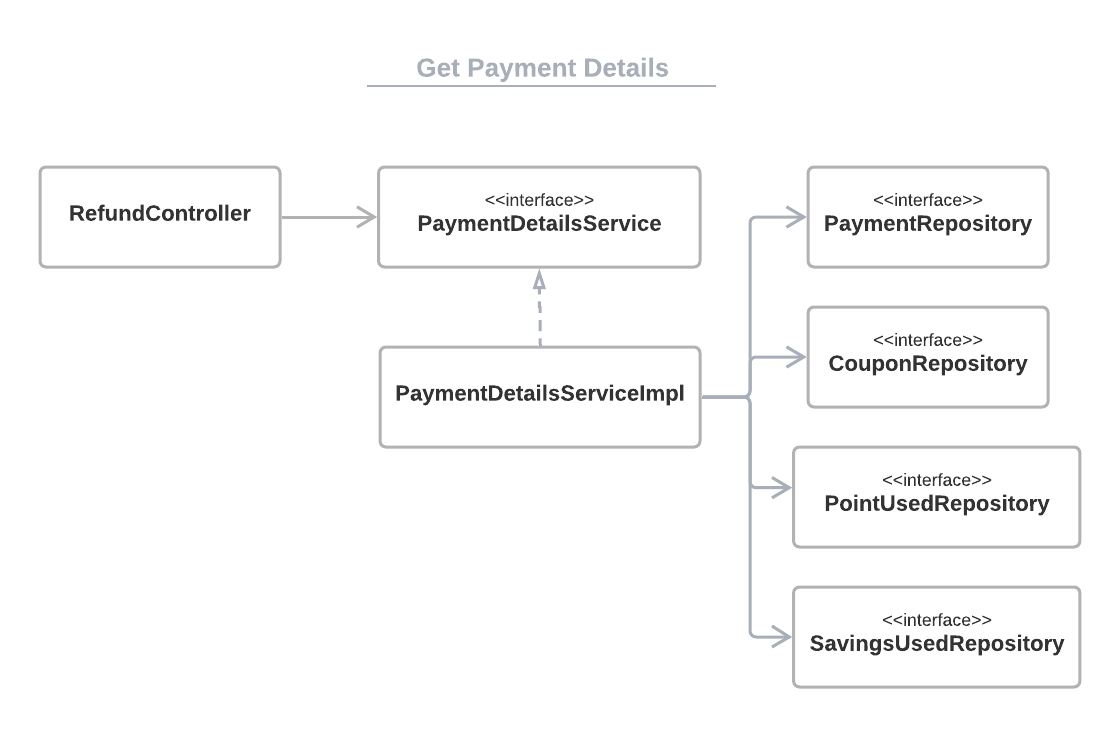 Get Payment Details
RefundController
<<interface>>
PaymentDetailsService
<<interface>>
PaymentRepository
<<interface>>
CouponRepository
PaymentDetailsServiceImpl
<<interface>>
PointUsedRepository
<<interface>>
SavingsUsedRepository